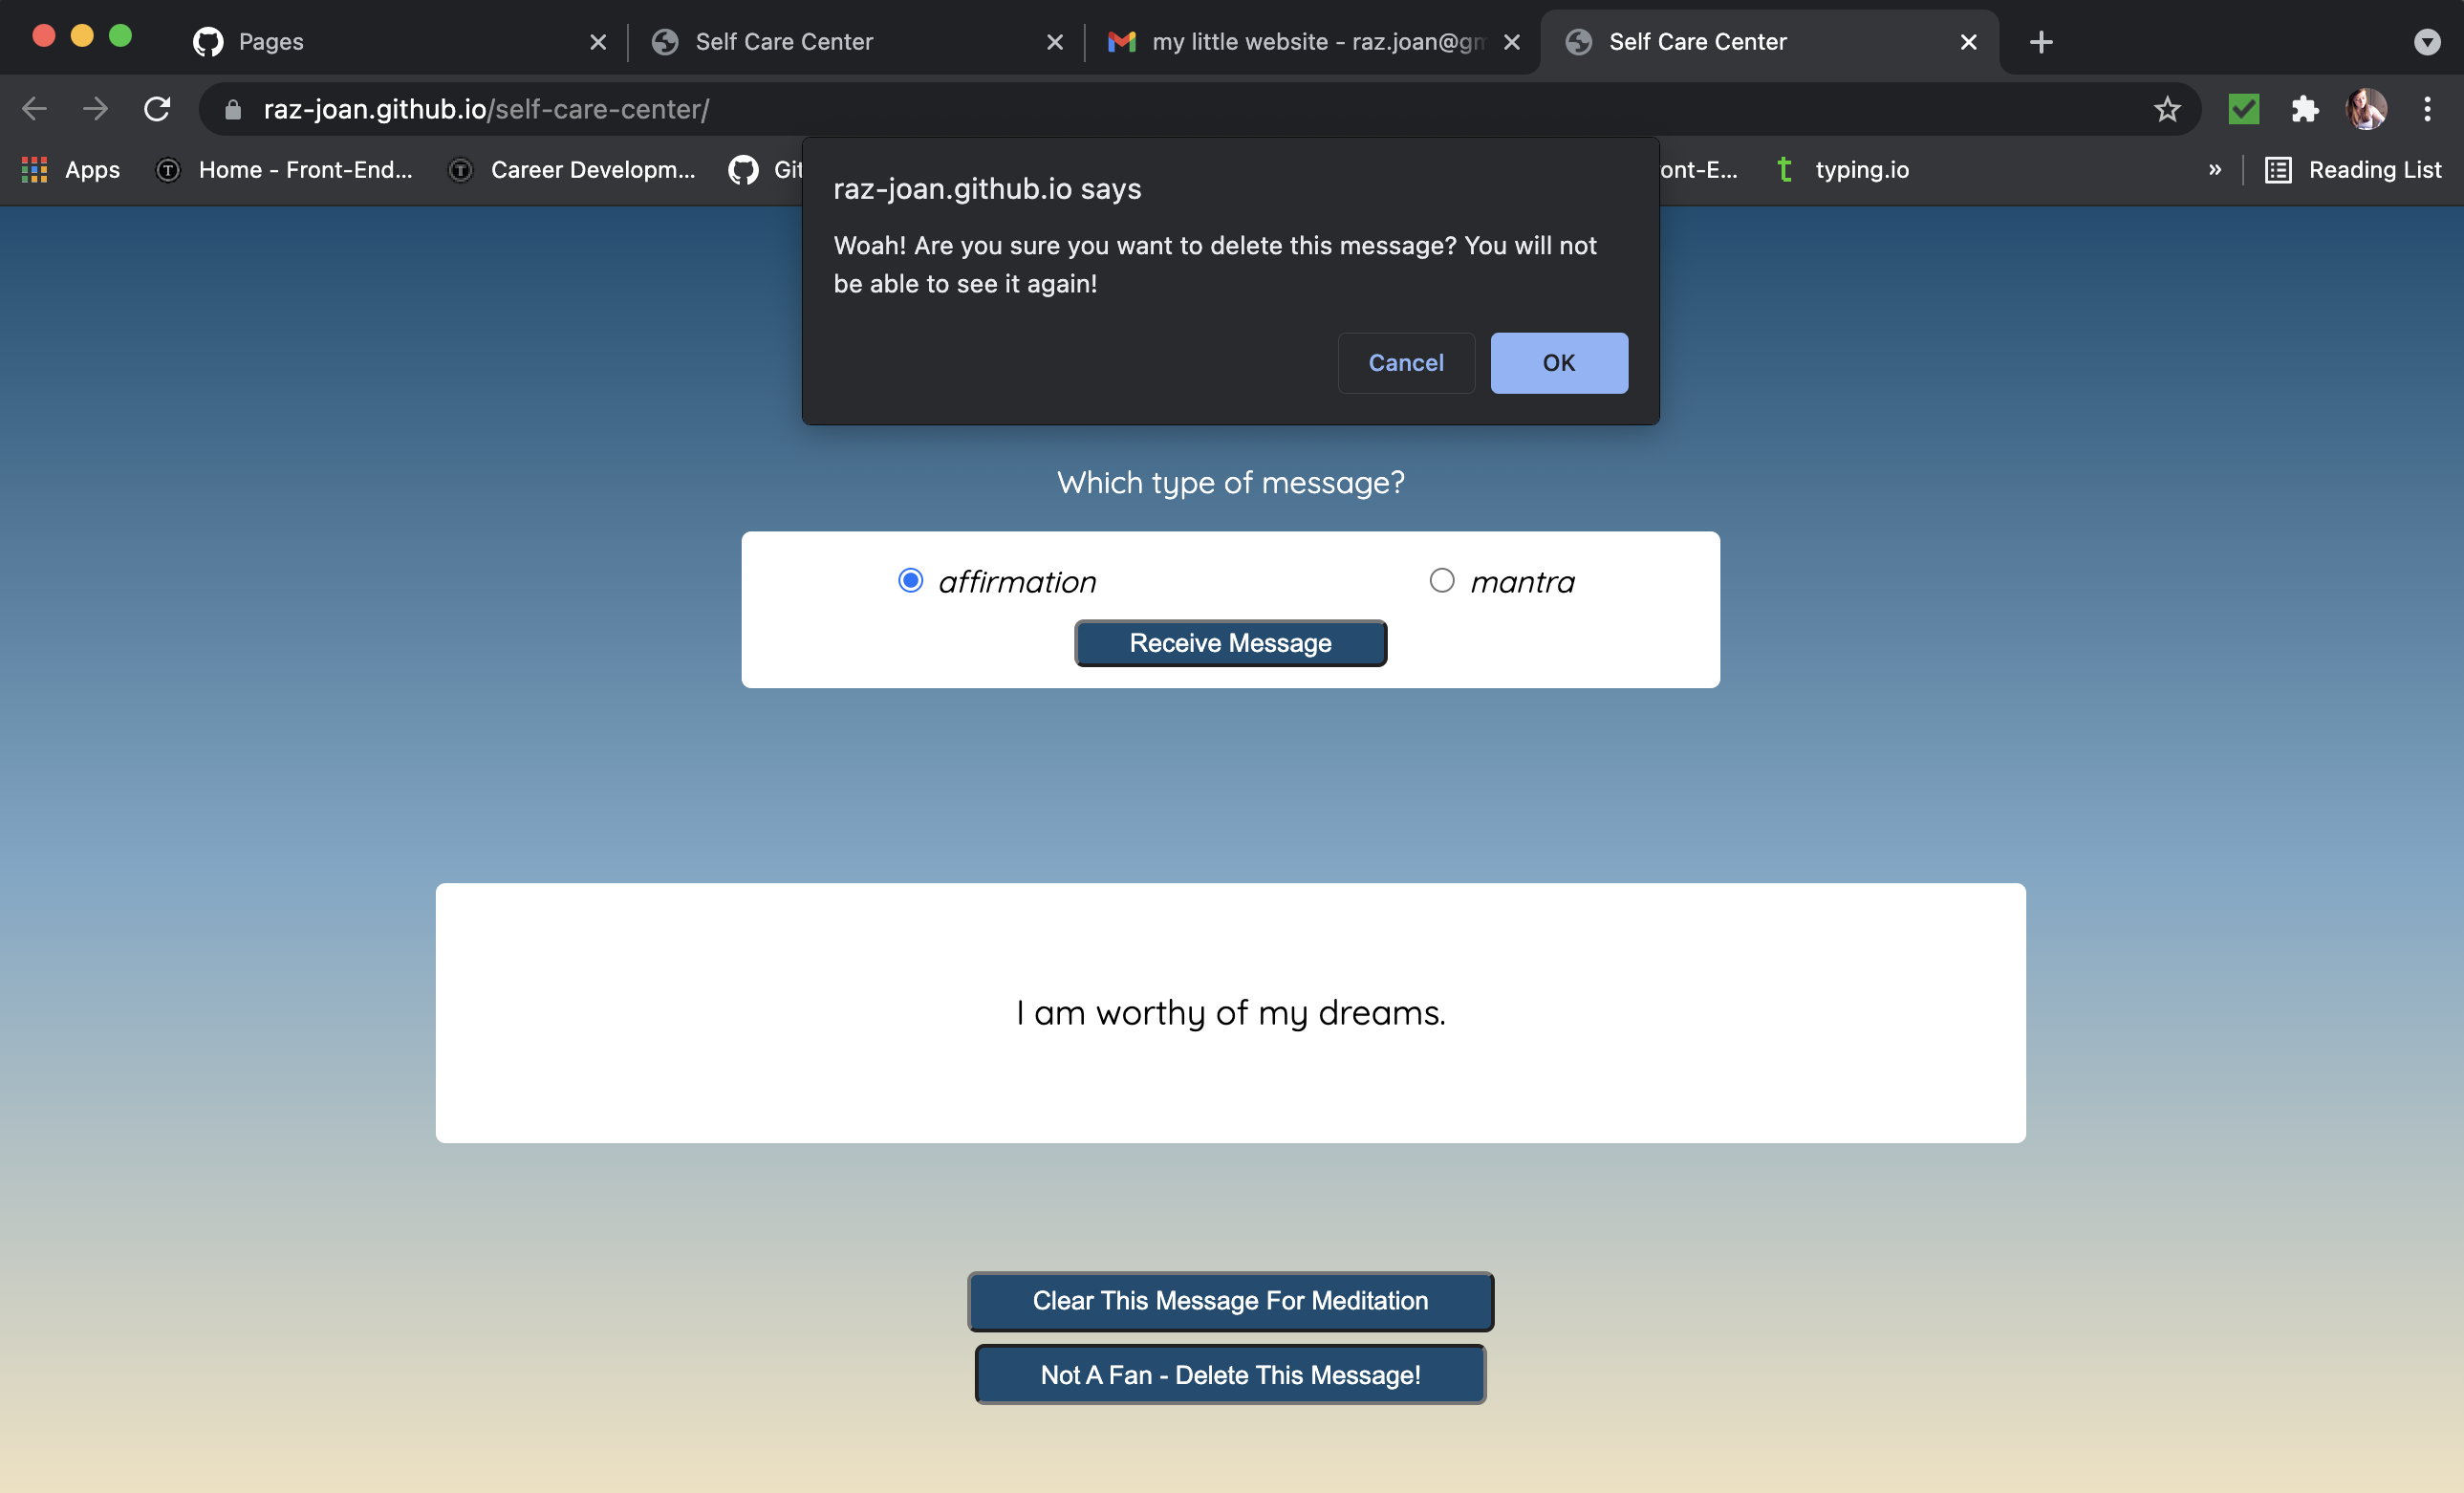 Pages
Self Care Center
my little website - raz.joan@gm
Self Care Center
raz-joan.github.io/self-care-center/
Apps
Home - Front-End...
Career Developm...
Git
ont-E...
typing.io
»
Reading List
raz-joan.github.io says
Woah! Are you sure you want to delete this message? You will not
be able to see it again!
Cancel
OK
Which type of message?
affirmation
mantra
Receive Message
I am worthy of my dreams.
Clear This Message For Meditation
Not A Fan - Delete This Message!